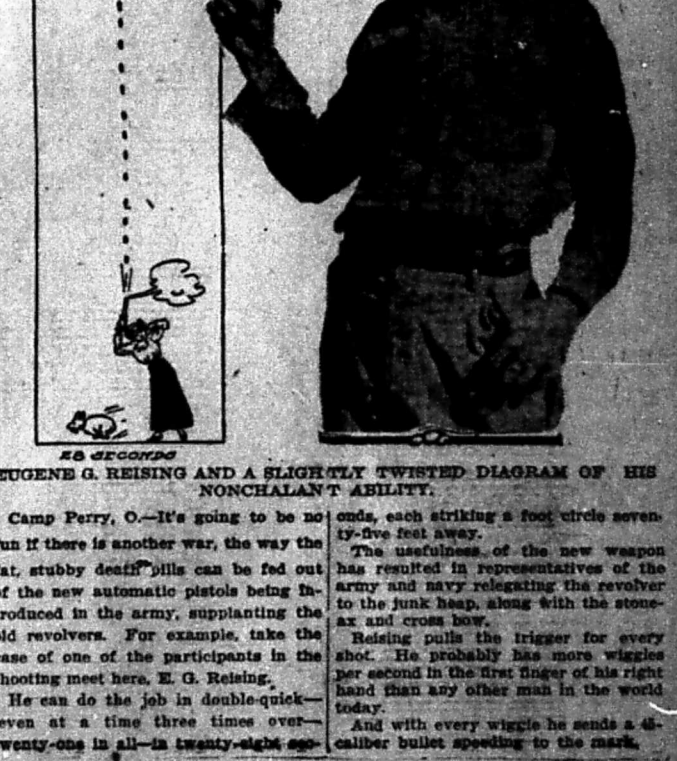 28 SECONDS
EUGENE G. REISING AND A SLIGHTLY TWISTED DIAGRAM OF HIS
NONCHALANT ABILITY.
Camp Perry, O.—It's going to be no
un if there is another war, the way the
at, stubby death pills can be fed out
of the new automatic pistols being in-
roduced in the army, supplanting the
ld revolvers. For example, take the
ase of one of the participants in the
hooting meet here, E. G. Reising.
He can do the job in double-quick—
even at a time three times over—
wenty-one in all—in twenty-eight sec-
onds, each striking a foot circle seven-
ty-five feet away.
The usefulness of the new weapon
has resulted in representatives of the
army and navy relegating the revolver
to the junk heap, along with the stone-
ax and cross bow.
Reising pulls the trigger for every
shot. He probably has more wiggles
per second in the first finger of his right
hand than any other man in the world
today.
And with every wiggle he sends a 45-
caliber bullet speeding to the mark.